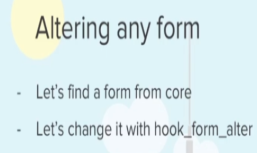 Altering any form
- Let's find a form from core
- Let's change it with hook_form_alter